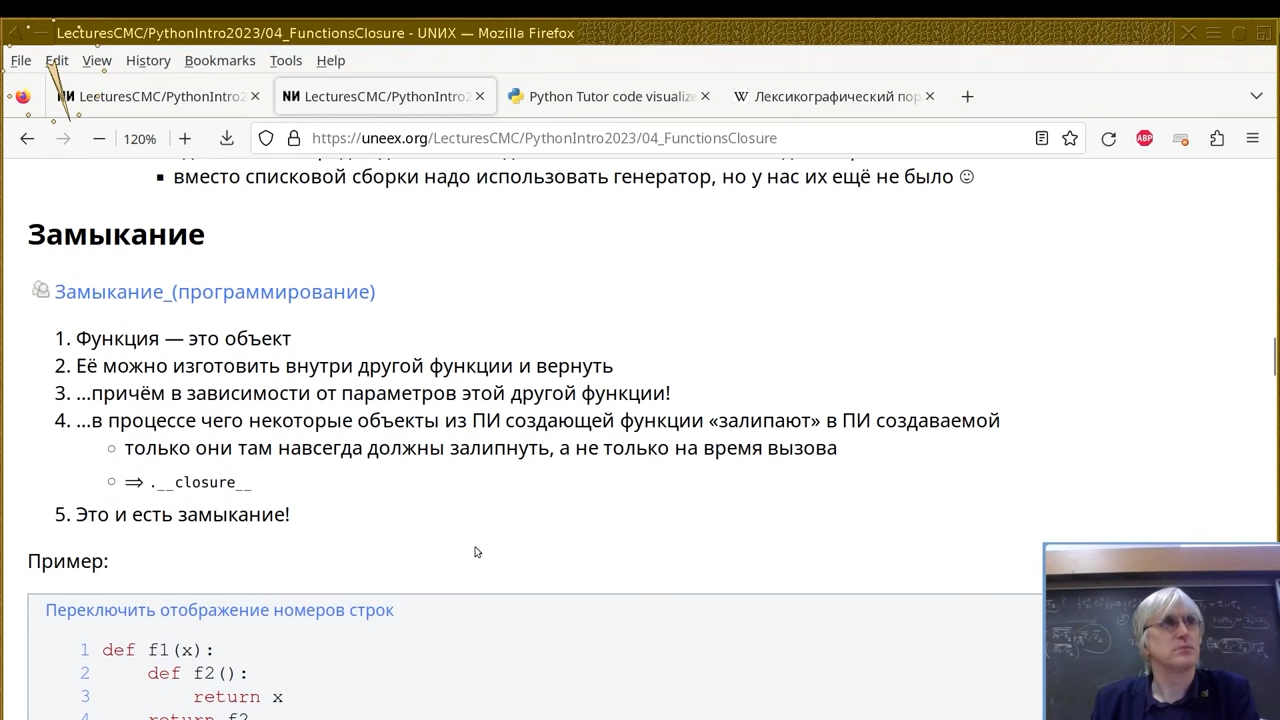 LecturesCMC/PythonIntro2023/04_FunctionsClosure - UNИX — Mozilla Firefox
File Edit View History Bookmarks Tools Help
LecturesCMC/PythonIntro2 LecturesCMC/PythonIntro2 Python Tutor code visualize Лексикографический пор
120% https://uneex.org/LecturesCMC/PythonIntro2023/04_FunctionsClosure ABP
вместо списковой сборки надо использовать генератор, но у нас их ещё не было ☺
Замыкание
Замыкание_(программирование)
1. Функция — это объект
2. Её можно изготовить внутри другой функции и вернуть
3. …причём в зависимости от параметров этой другой функции!
4. …в процессе чего некоторые объекты из ПИ создающей функции «залипают» в ПИ создаваемой
только они там навсегда должны залипнуть, а не только на время вызова
⇒ .__closure__
5. Это и есть замыкание!
Пример:
Переключить отображение номеров строк
1 def f1(x):
2 def f2():
3 return x
4 return f2